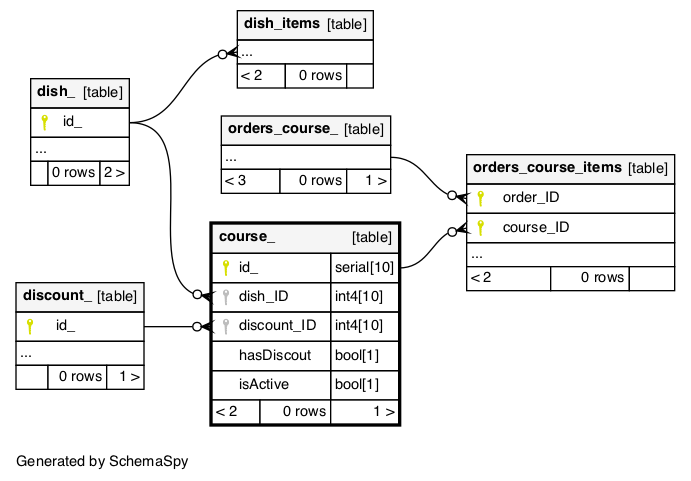 dish_items [table]
...
< 2 0 rows
dish_ [table]
id_
...
0 rows 2 >
orders_course_ [table]
...
< 3 0 rows 1 >
orders_course_items [table]
order_ID
course_ID
...
< 2 0 rows
course_ [table]
id_ serial[10]
dish_ID int4[10]
discount_ID int4[10]
hasDiscout bool[1]
isActive bool[1]
< 2 0 rows 1 >
discount_ [table]
id_
...
0 rows 1 >
Generated by SchemaSpy